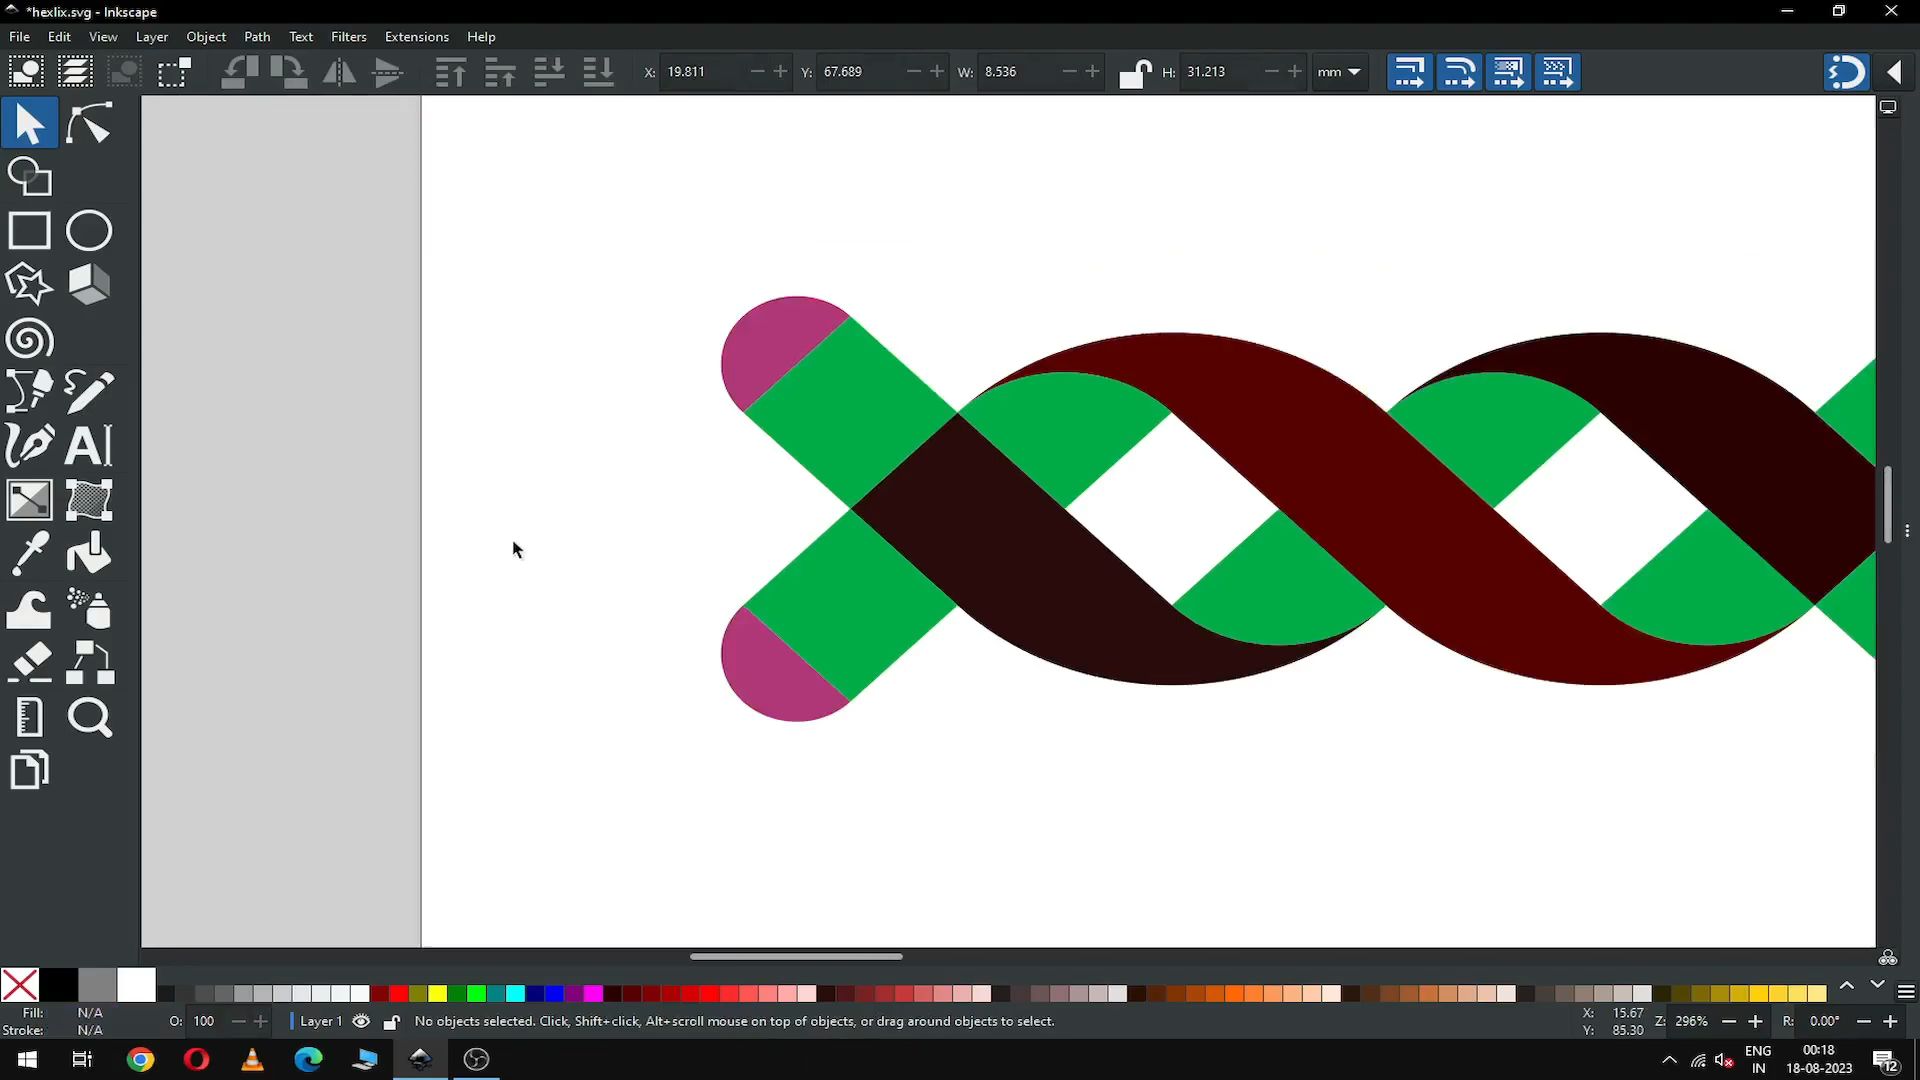 *hexlix.svg - Inkscape
File Edit View Layer Object Path Text Filters Extensions Help
X: 19.811 Y: 67.689 W: 8.536 H: 31.213 mm
Fill: N/A
Stroke: N/A
O: 100
Layer 1
No objects selected. Click, Shift+click, Alt+scroll mouse on top of objects, or drag around objects to select.
X: 15.67
Y: 85.30
Z: 296%
R: 0.00°
ENG
IN
00:18
18-08-2023
12